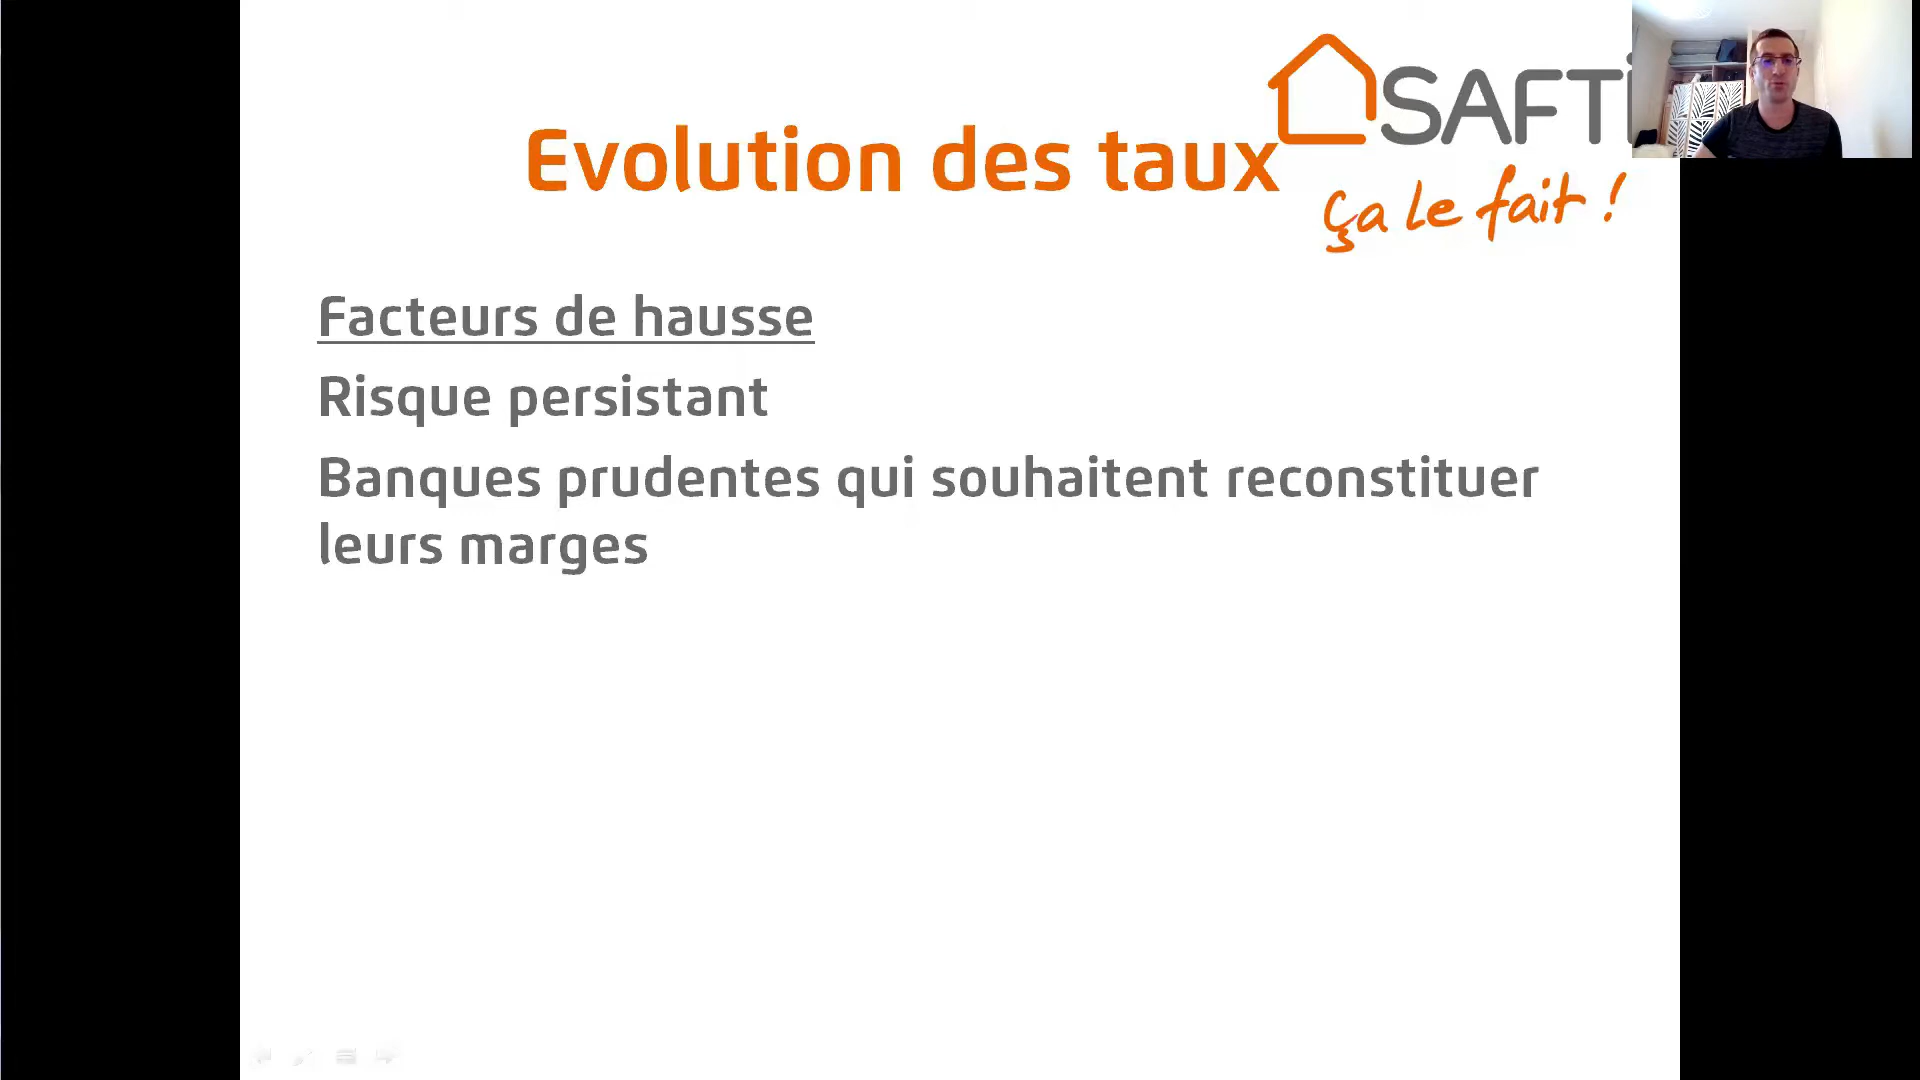 SAFTI
Evolution des taux
ça le fait !
Facteurs de hausse
Risque persistant
Banques prudentes qui souhaitent reconstituer
leurs marges